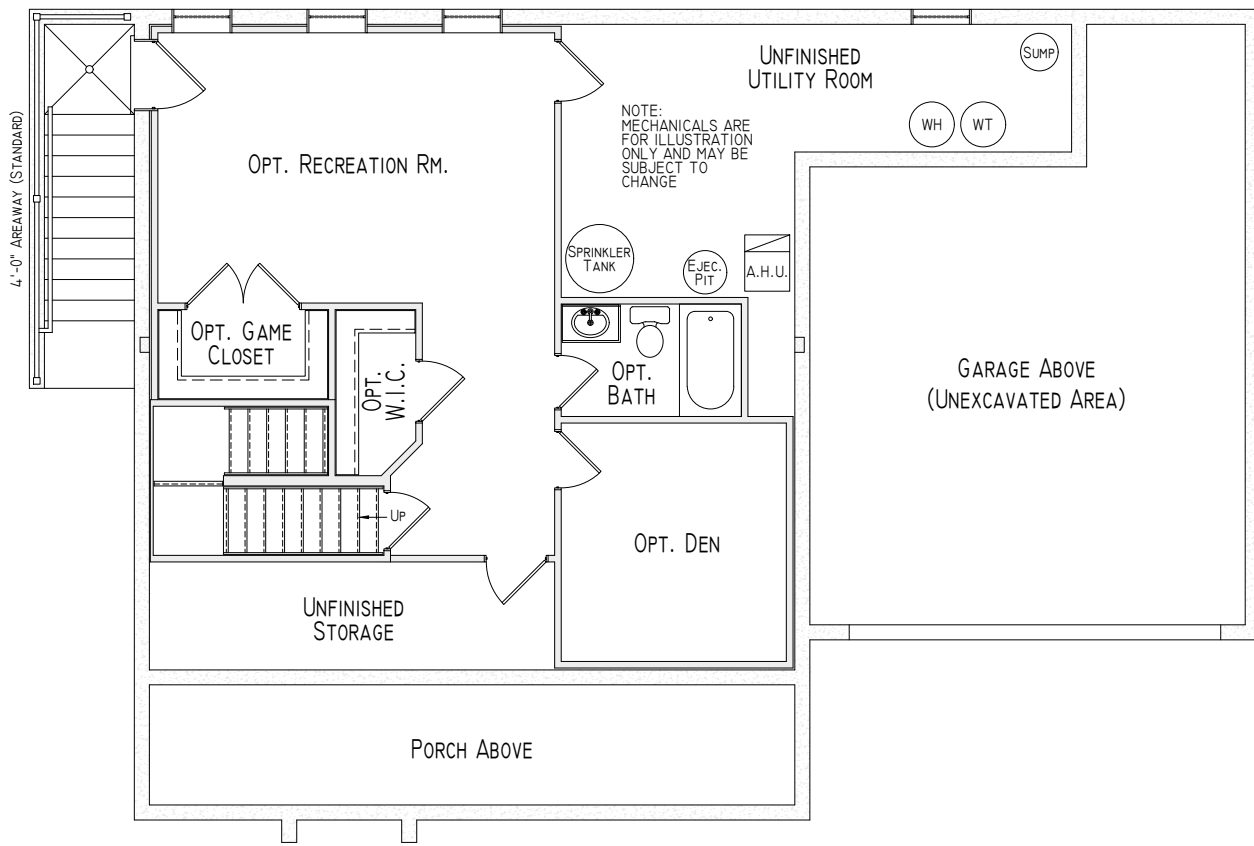 UNFINISHED
UTILITY ROOM
SUMP
WH
WT
NOTE:
MECHANICALS ARE
FOR ILLUSTRATION
ONLY AND MAY BE
SUBJECT TO
CHANGE
OPT. RECREATION RM.
4'-0" AREAWAY (STANDARD)
SPRINKLER
TANK
EJEC.
PIT
A.H.U.
OPT. GAME
CLOSET
OPT.
W.I.C.
OPT.
BATH
GARAGE ABOVE
(UNEXCAVATED AREA)
UP
OPT. DEN
UNFINISHED
STORAGE
PORCH ABOVE